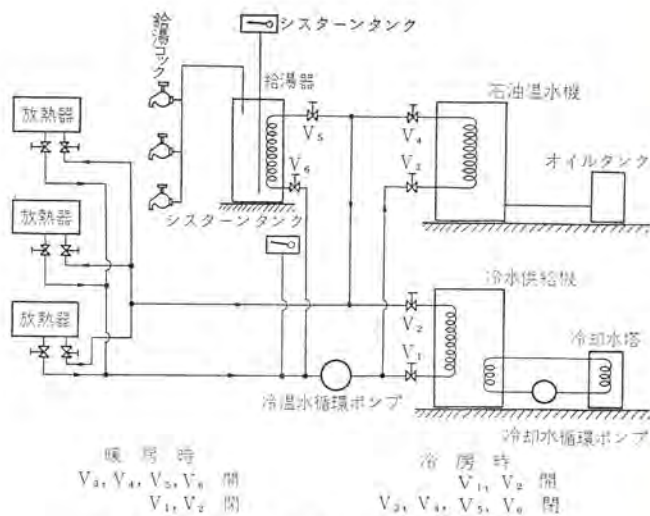 シスターンタンク
給湯コック
給湯器
石油温水機
放熱器
V₅
V₄
V₆
V₃
オイルタンク
放熱器
シスターンタンク
冷水供給機
放熱器
V₂
冷却水塔
V₁
冷温水循環ポンプ
冷却水循環ポンプ
暖房時
V₃, V₄, V₅, V₆ 開
V₁, V₂ 閉
冷房時
V₁, V₂ 開
V₃, V₄, V₅, V₆ 閉